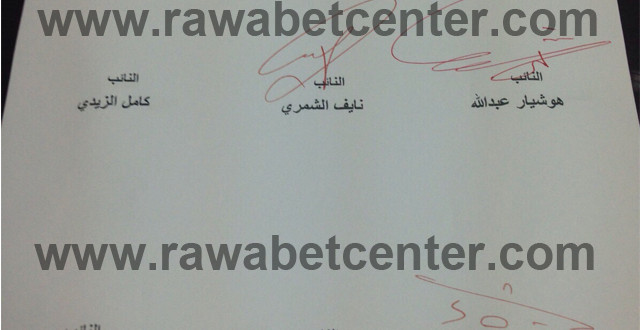 www.rawabetcenter.com
النائب النائب النائب
هوشيار عبدالله نايف الشمري كامل الزيدي
www.rawabetcenter.com